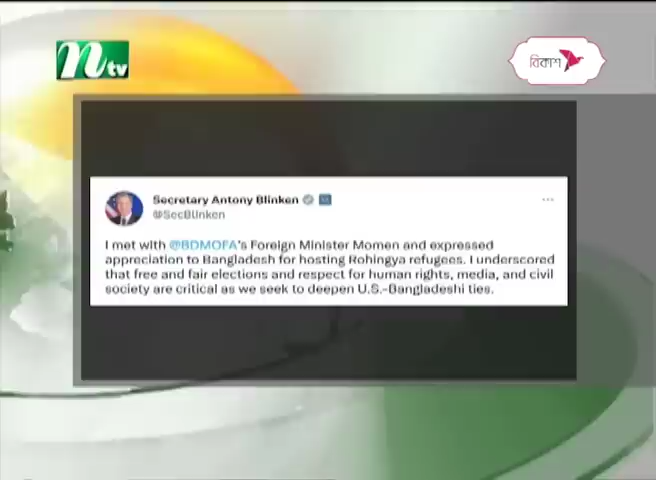 ntv
বিকাশ
Secretary Antony Blinken
@SecBlinken
I met with @BDMOFA's Foreign Minister Momen and expressed
appreciation to Bangladesh for hosting Rohingya refugees. I underscored
that free and fair elections and respect for human rights, media, and civil
society are critical as we seek to deepen U.S.-Bangladeshi ties.